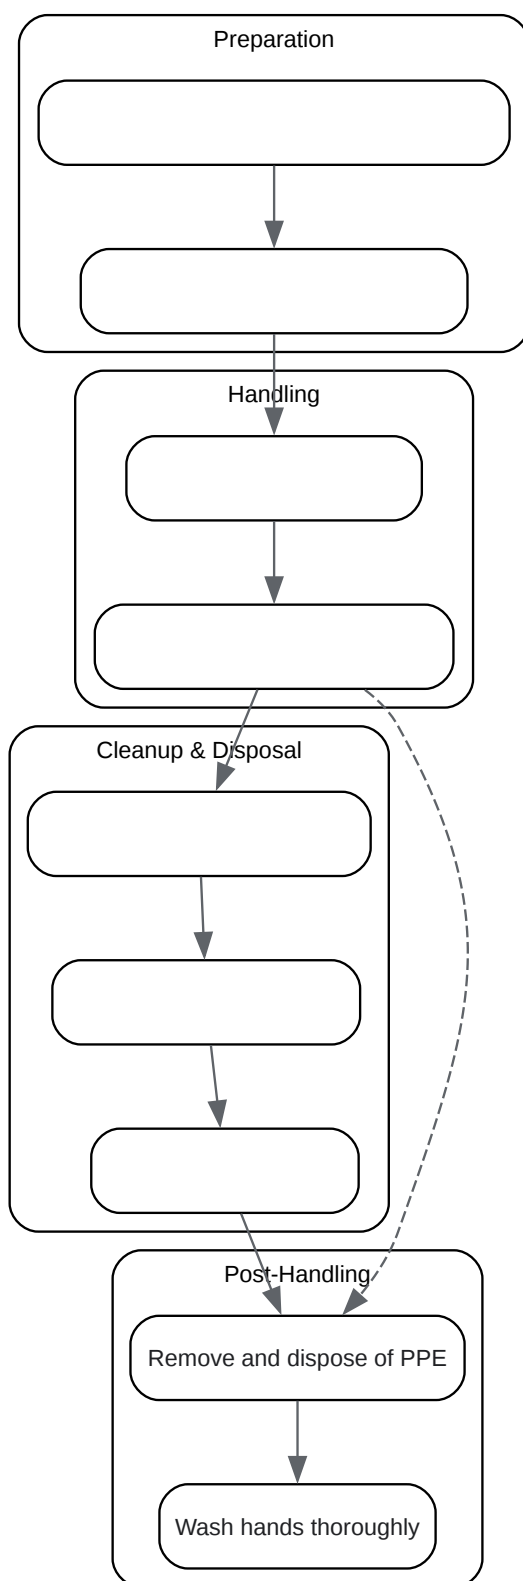 Preparation
Handling
Cleanup & Disposal
Post-Handling
Remove and dispose of PPE
Wash hands thoroughly